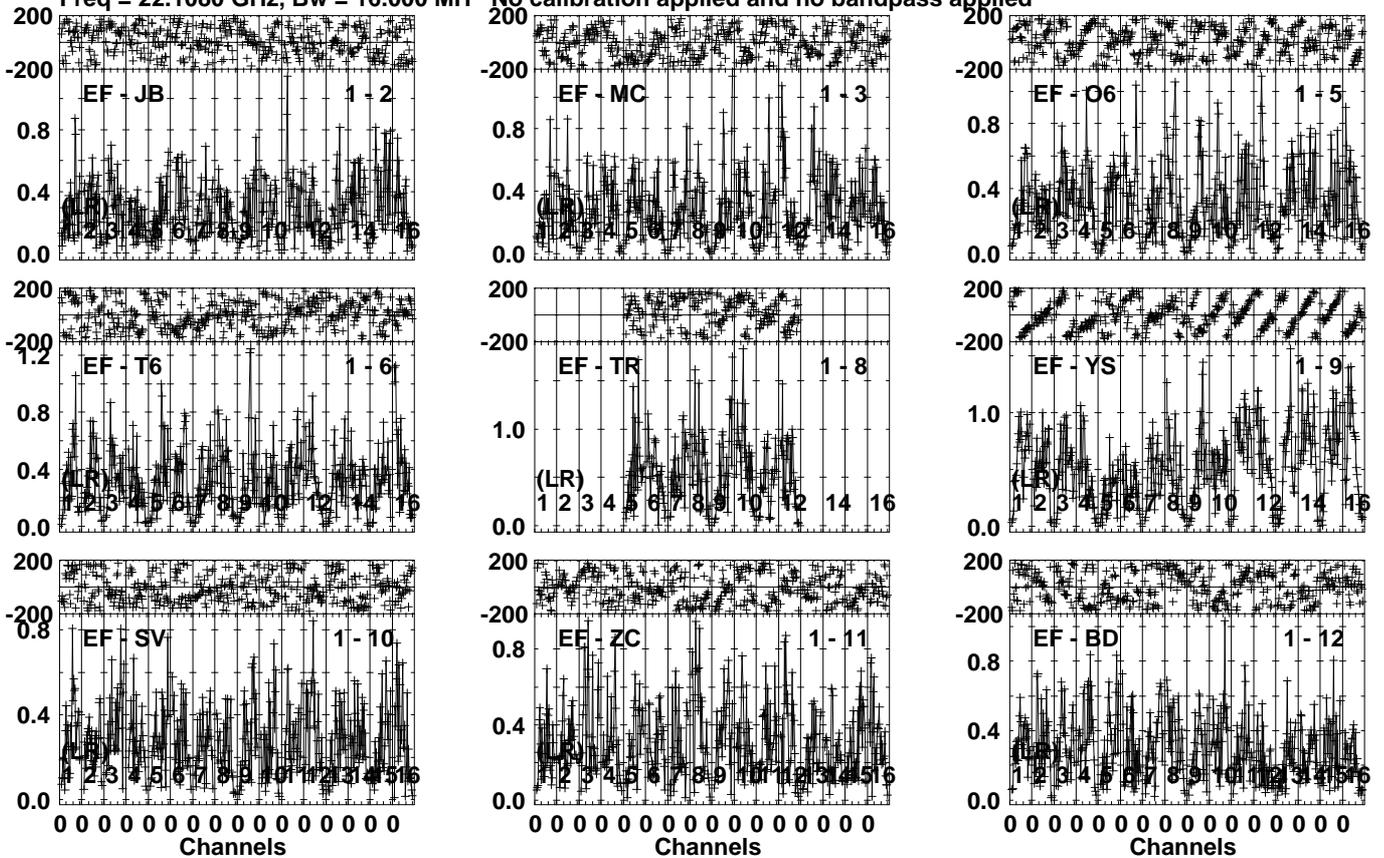 Freq = 22.1080 GHz, Bw = 16.000 MH No calibration applied and no bandpass applied
200 200 200
-200 -200 -200
EF - JB 1 - 2 EF - MC 1 - 3 EF - O6 1 - 5
0.8 0.8 0.8
0.4 0.4 0.4
(LR) (LR) (LR)
1 2 3 4 5 6 7 8 9 10 12 14 16 1 2 3 4 5 6 7 8 9 10 12 14 16 1 2 3 4 5 6 7 8 9 10 12 14 16
0.0 0.0 0.0
200 200 200
-200 -200 -200
1.2
EF - T6 1 - 6 EF - TR 1 - 8 EF - YS 1 - 9
0.8 1.0 1.0
0.4
(LR) (LR) (LR)
1 2 3 4 5 6 7 8 9 10 12 14 16 1 2 3 4 5 6 7 8 9 10 12 14 16 1 2 3 4 5 6 7 8 9 10 12 14 16
0.0 0.0 0.0
200 200 200
-200 -200 -200
0.8
EF - SV 1 - 10 EF - ZC 1 - 11 EF - BD 1 - 12
0.8 0.8
0.4 0.4 0.4
(LR) (LR) (LR)
1 2 3 4 5 6 7 8 9 10 11 12 13 14 15 16 1 2 3 4 5 6 7 8 9 10 11 12 13 14 15 16 1 2 3 4 5 6 7 8 9 10 11 12 13 14 15 16
0.0 0.0 0.0
0 0 0 0 0 0 0 0 0 0 0 0 0 0 0 0 0 0 0 0 0 0 0 0 0 0 0 0 0 0 0 0 0 0 0 0 0 0 0 0 0 0 0 0 0 0 0 0
Channels Channels Channels